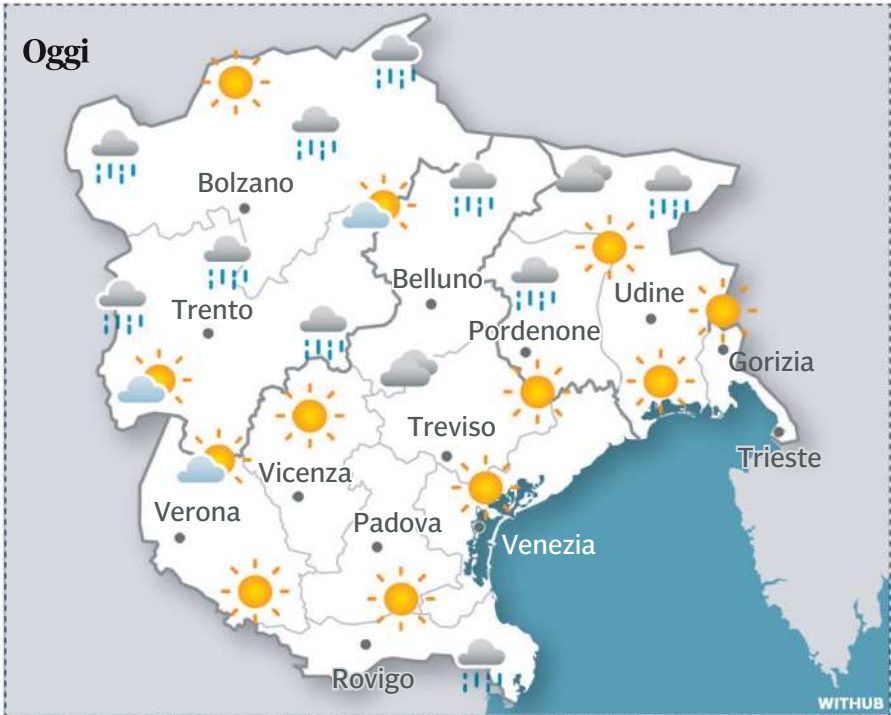 Oggi
Bolzano
Belluno
Udine
Trento
Pordenone
Gorizia
Treviso
Trieste
Vicenza
Verona
Padova
Venezia
Rovigo
WITHUB